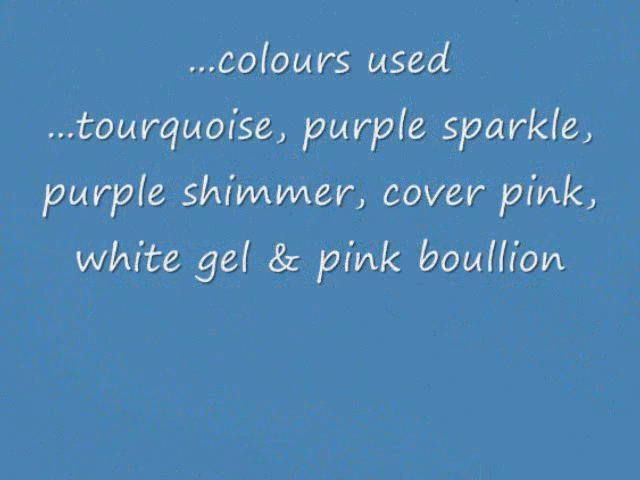 ...colours used
...tourquoise, purple sparkle,
purple shimmer, cover pink,
white gel & pink boullion